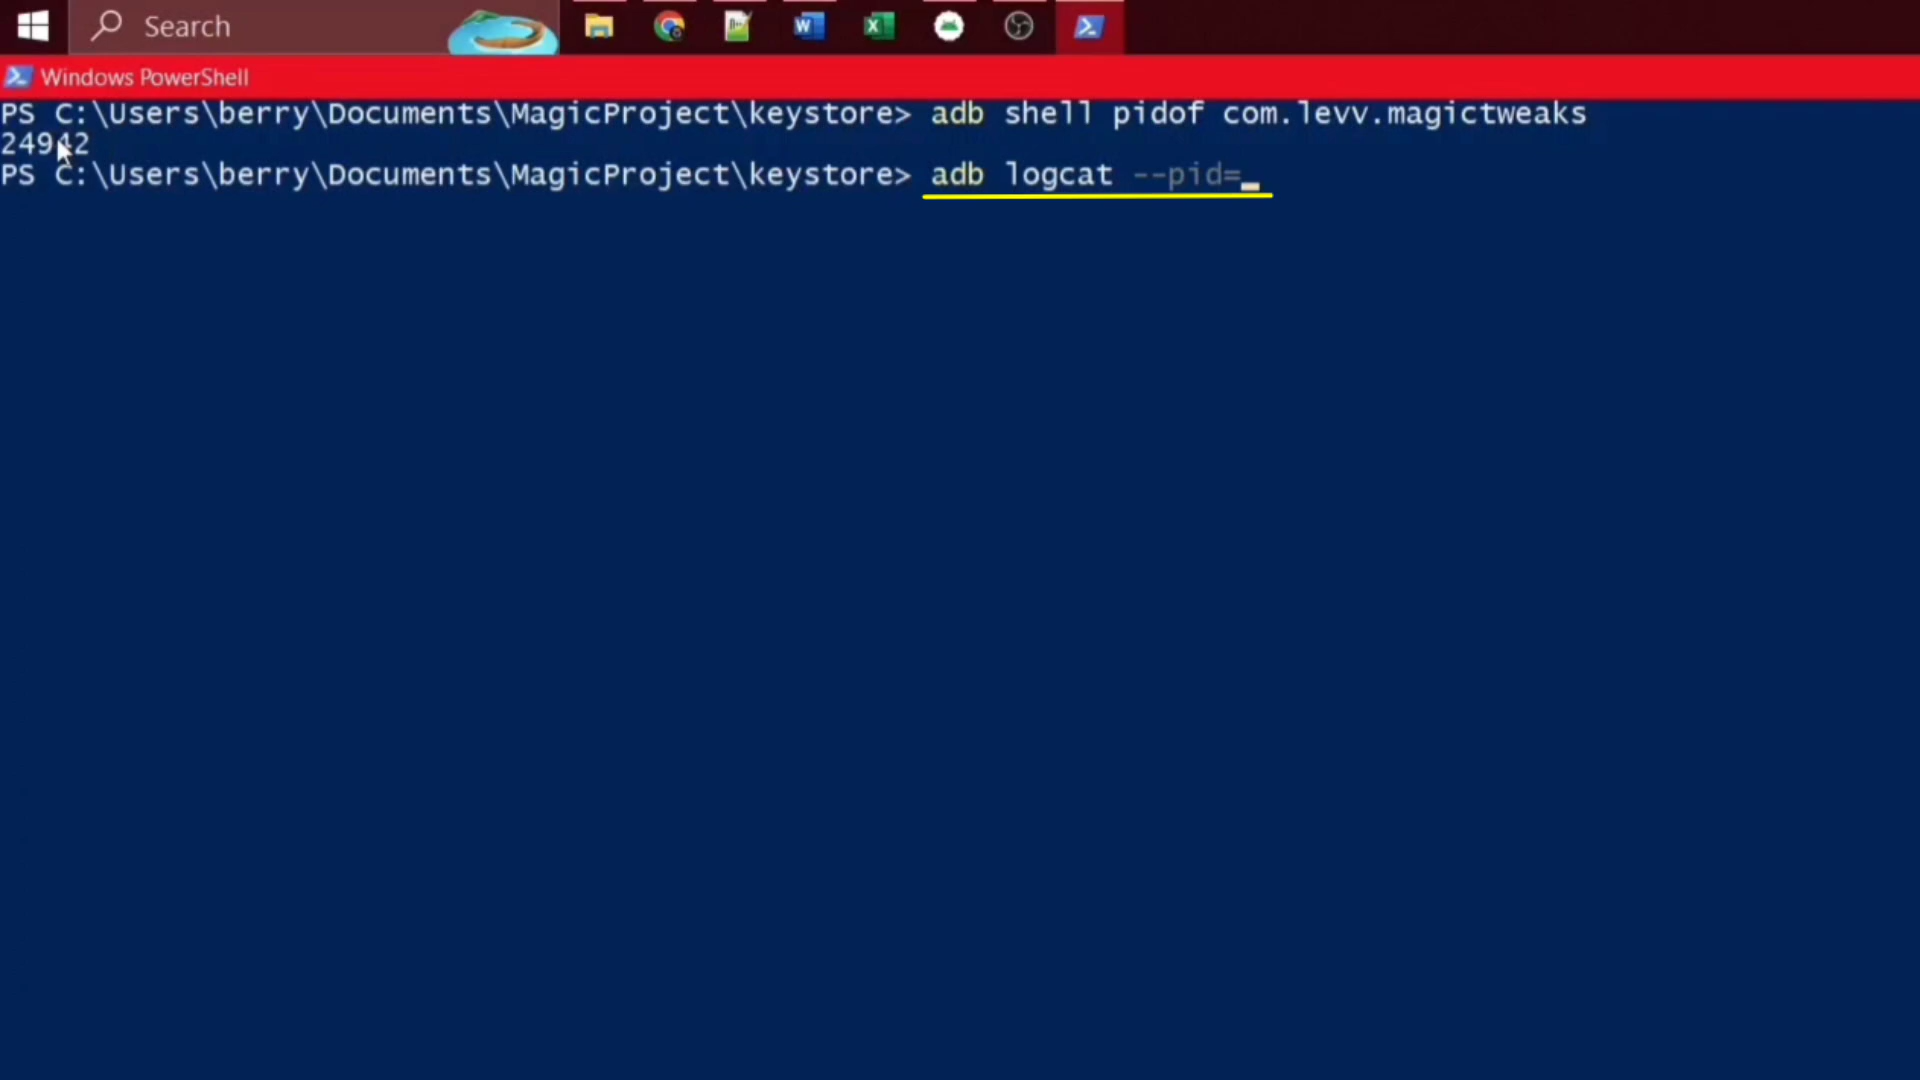 Search
Windows PowerShell
PS C:\Users\berry\Documents\MagicProject\keystore> adb shell pidof com.levv.magictweaks
24942
PS C:\Users\berry\Documents\MagicProject\keystore> adb logcat --pid=_